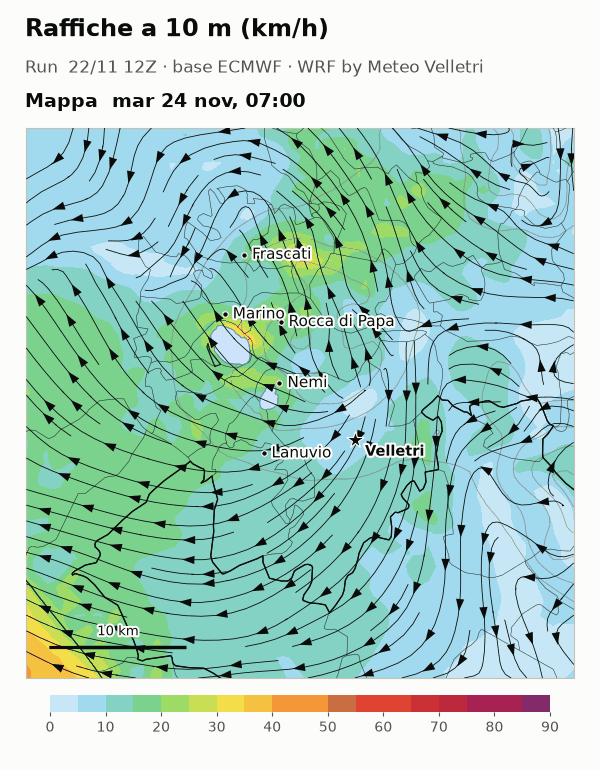 Raffiche a 10 m (km/h)
Run  22/11 12Z · base ECMWF · WRF by Meteo Velletri
Mappa  mar 24 nov, 07:00
Frascati
Marino
Rocca di Papa
Nemi
Lanuvio
Velletri
10 km
0 10 20 30 40 50 60 70 80 90